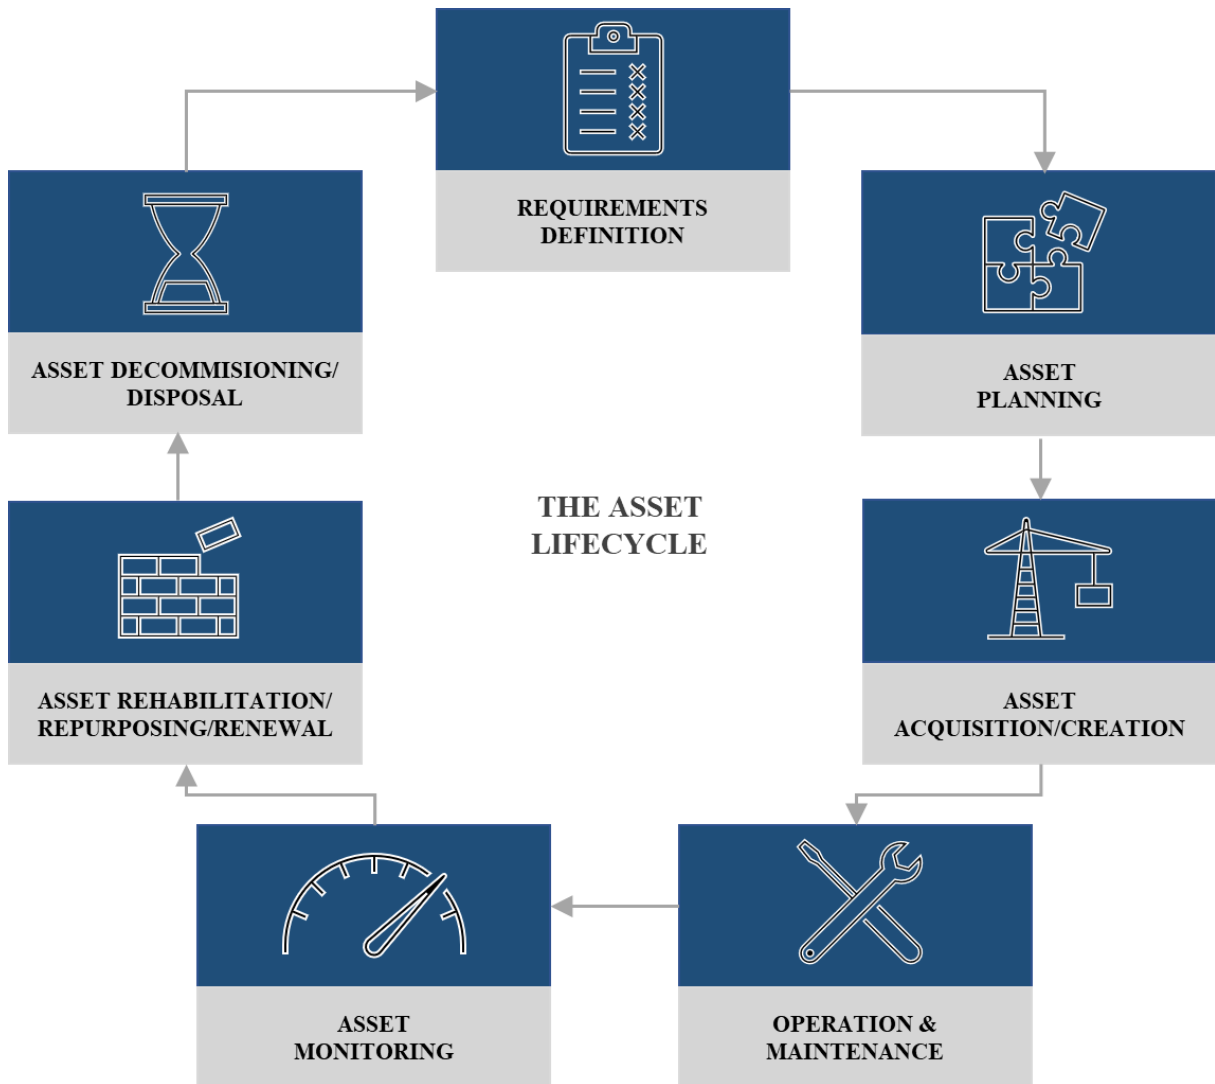 REQUIREMENTS
DEFINITION
ASSET
PLANNING
ASSET
ACQUISITION/CREATION
OPERATION &
MAINTENANCE
ASSET
MONITORING
ASSET REHABILITATION/
REPURPOSING/RENEWAL
ASSET DECOMMISIONING/
DISPOSAL
THE ASSET
LIFECYCLE